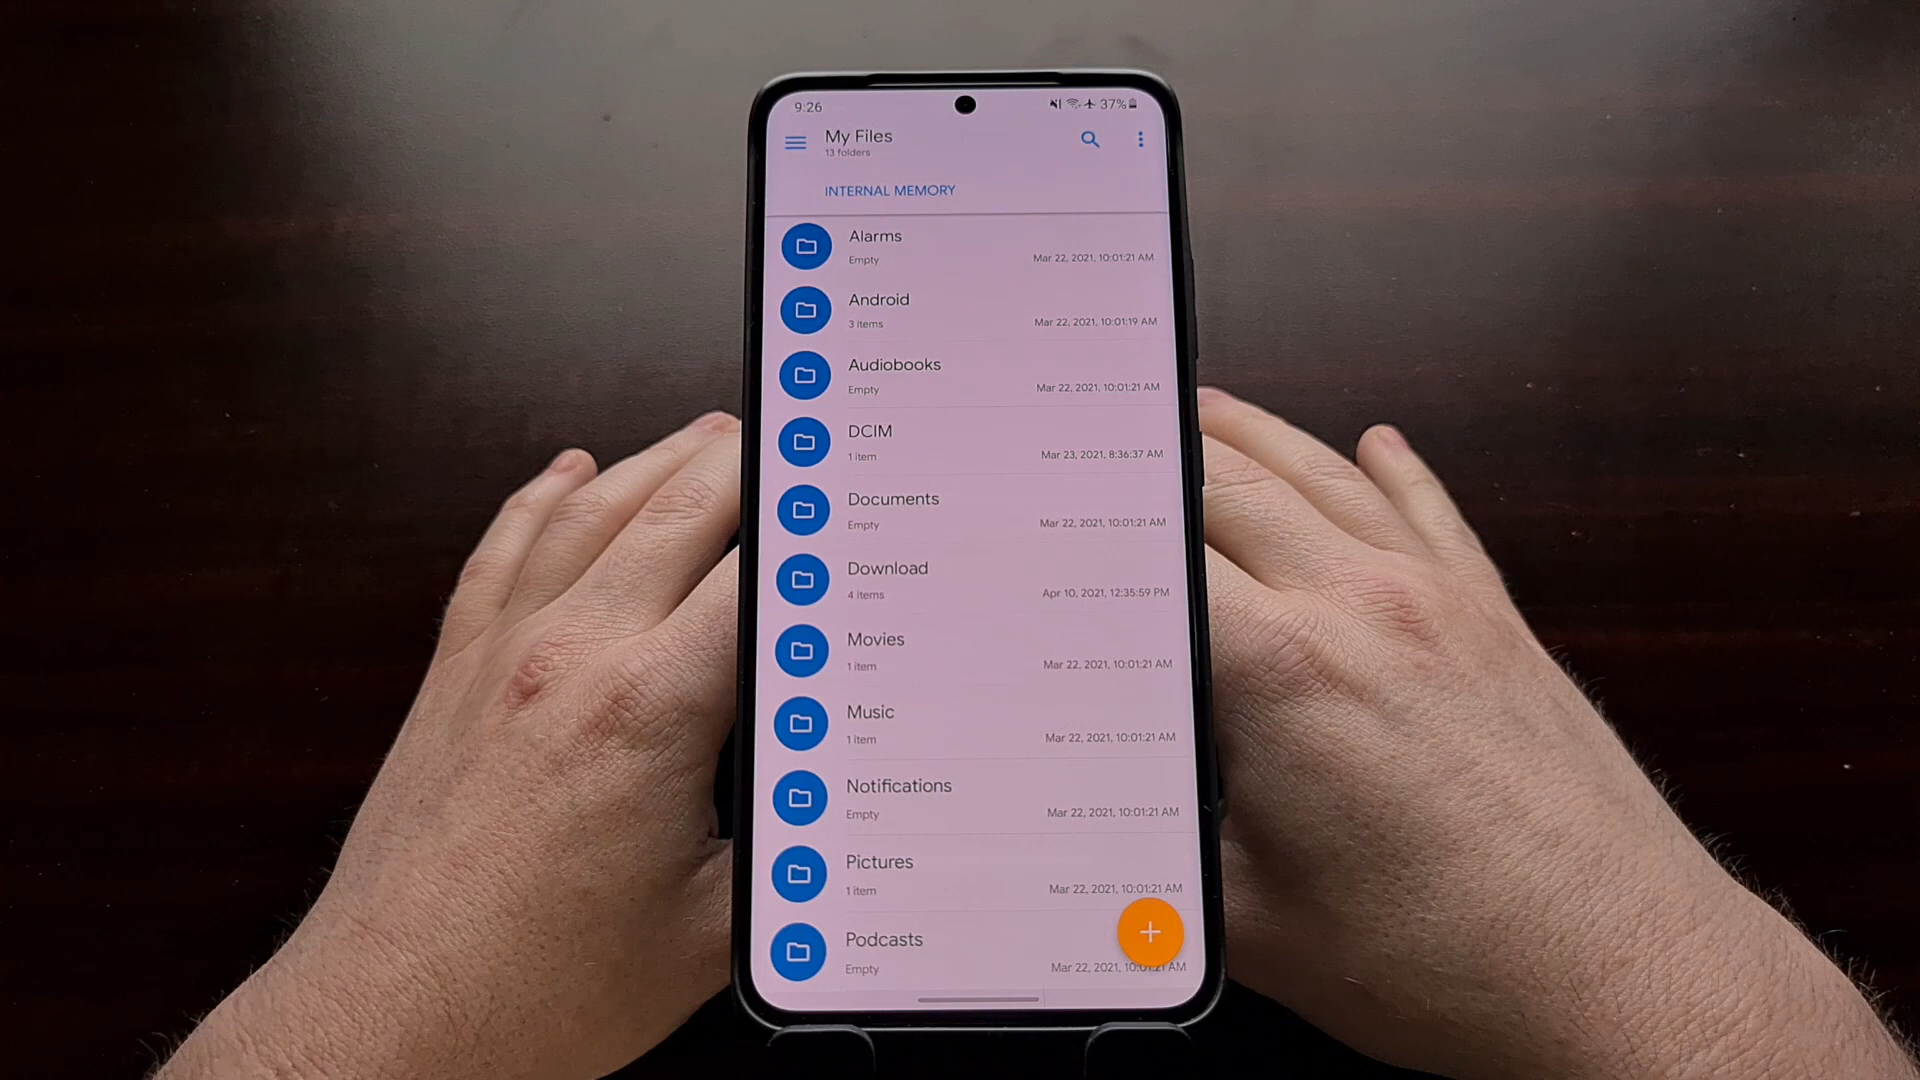 9:26 37%
My Files
13 folders
INTERNAL MEMORY
Alarms
Empty Mar 22, 2021, 10:01:21 AM
Android
3 items Mar 22, 2021, 10:01:19 AM
Audiobooks
Empty Mar 22, 2021, 10:01:21 AM
DCIM
1 item Mar 23, 2021, 8:36:37 AM
Documents
Empty Mar 22, 2021, 10:01:21 AM
Download
4 items Apr 10, 2021, 12:35:59 PM
Movies
1 item Mar 22, 2021, 10:01:21 AM
Music
1 item Mar 22, 2021, 10:01:21 AM
Notifications
Empty Mar 22, 2021, 10:01:21 AM
Pictures
1 item Mar 22, 2021, 10:01:21 AM
Podcasts
Empty Mar 22, 2021, 10:01:21 AM